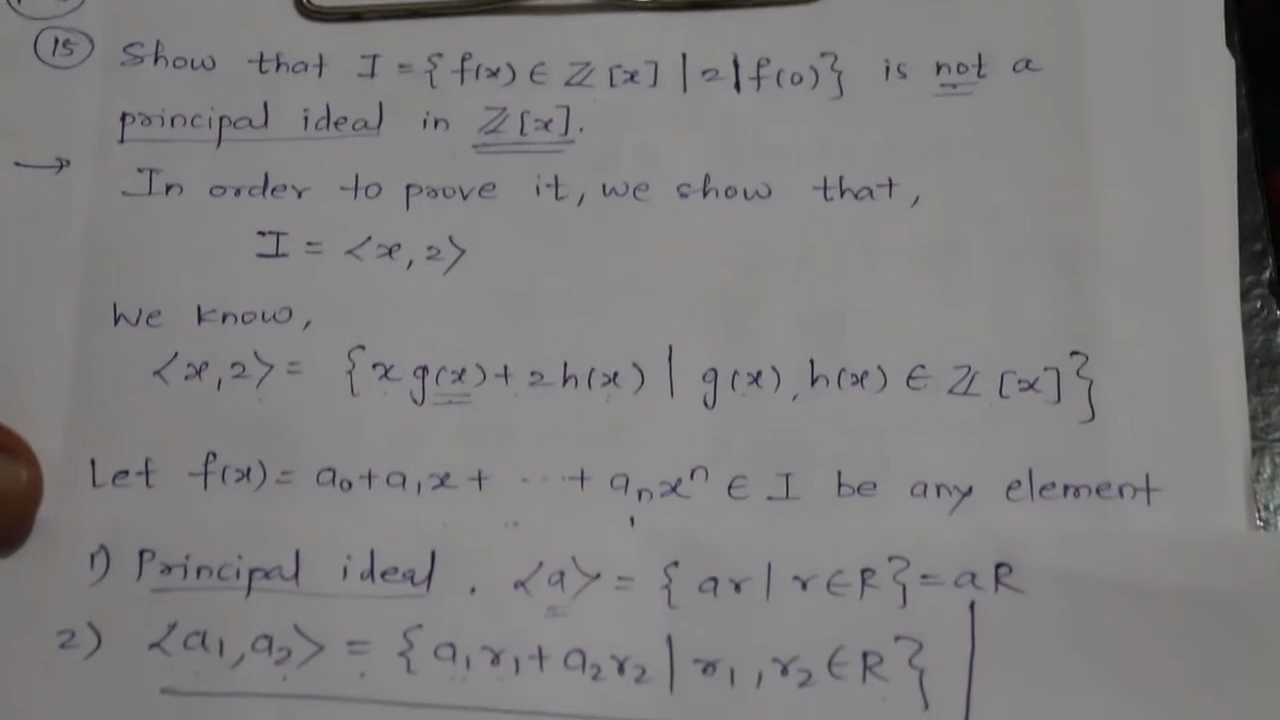 15 Show that I = {f(x) ∈ ℤ[x] | 2|f(0)} is not a
principal ideal in ℤ[x].
→ In order to prove it, we show that,
I = <x, 2>
We know,
<x, 2> = {x g(x) + 2h(x) | g(x), h(x) ∈ ℤ[x]}
Let f(x) = a₀ + a₁x + ... + aₙxⁿ ∈ I be any element
1) Principal ideal. <a> = {ar | r ∈ R} = aR
2) <a₁, a₂> = {a₁r₁ + a₂r₂ | r₁, r₂ ∈ R}